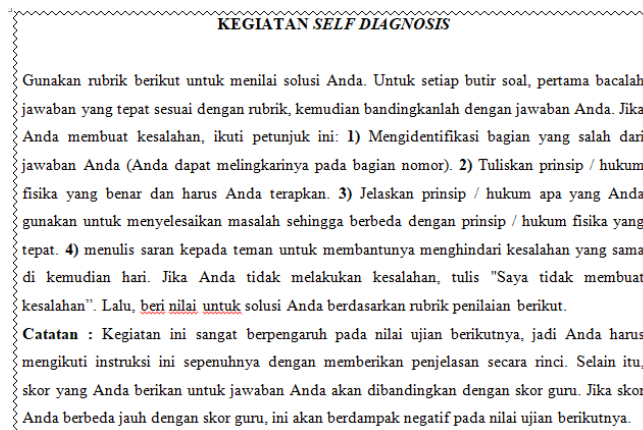 KEGIATAN SELF DIAGNOSIS
Gunakan rubrik berikut untuk menilai solusi Anda. Untuk setiap butir soal, pertama bacalah
jawaban yang tepat sesuai dengan rubrik, kemudian bandingkanlah dengan jawaban Anda. Jika
Anda membuat kesalahan, ikuti petunjuk ini: 1) Mengidentifikasi bagian yang salah dari
jawaban Anda (Anda dapat melingkarinya pada bagian nomor). 2) Tuliskan prinsip / hukum
fisika yang benar dan harus Anda terapkan. 3) Jelaskan prinsip / hukum apa yang Anda
gunakan untuk menyelesaikan masalah sehingga berbeda dengan prinsip / hukum fisika yang
tepat. 4) menulis saran kepada teman untuk membantunya menghindari kesalahan yang sama
di kemudian hari. Jika Anda tidak melakukan kesalahan, tulis "Saya tidak membuat
kesalahan”. Lalu, beri nilai untuk solusi Anda berdasarkan rubrik penilaian berikut.
Catatan : Kegiatan ini sangat berpengaruh pada nilai ujian berikutnya, jadi Anda harus
mengikuti instruksi ini sepenuhnya dengan memberikan penjelasan secara rinci. Selain itu,
skor yang Anda berikan untuk jawaban Anda akan dibandingkan dengan skor guru. Jika skor
Anda berbeda jauh dengan skor guru, ini akan berdampak negatif pada nilai ujian berikutnya.